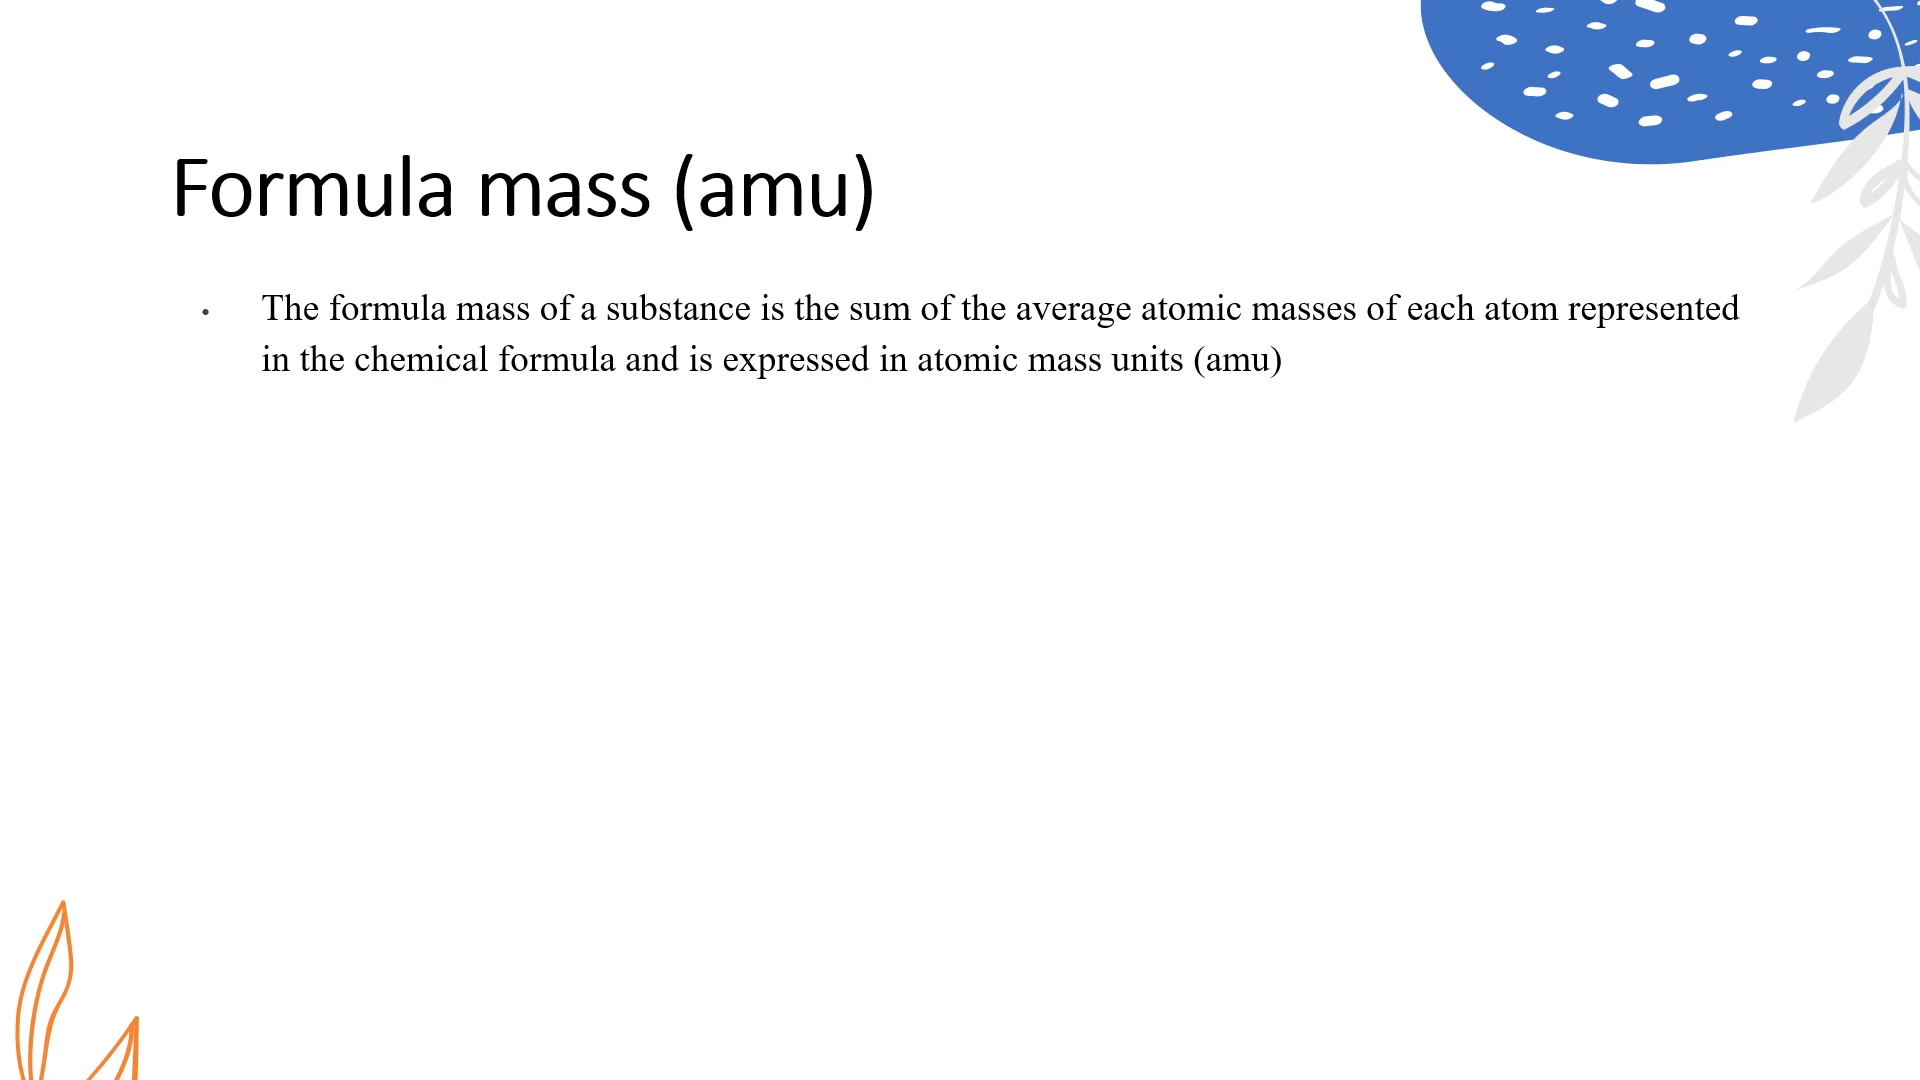 Formula mass (amu)
• The formula mass of a substance is the sum of the average atomic masses of each atom represented
in the chemical formula and is expressed in atomic mass units (amu)